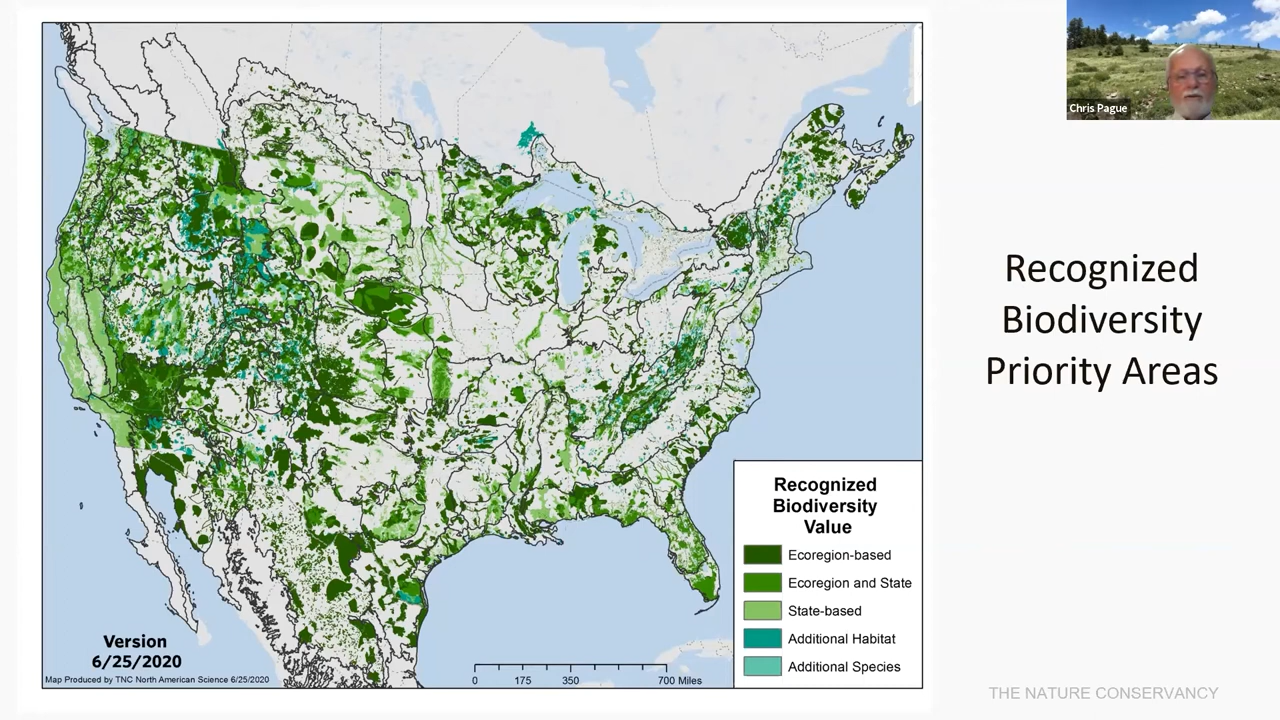 Chris Pague
Recognized
Biodiversity
Priority Areas
Recognized
Biodiversity
Value
Ecoregion-based
Ecoregion and State
State-based
Additional Habitat
Additional Species
Version
6/25/2020
Map Produced by TNC North American Science 6/25/2020
0 175 350 700 Miles
THE NATURE CONSERVANCY